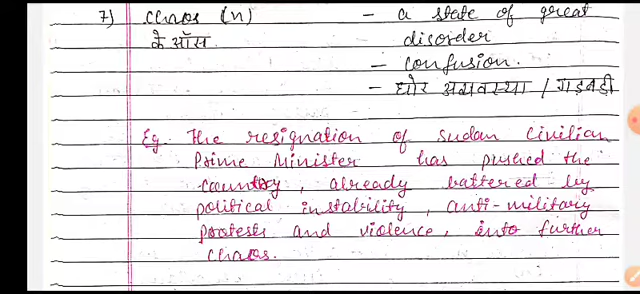 7) Chaos (n) - a state of great
के ऑस disorder
- confusion.
- घोर अव्यवस्था / गड़बड़ी
Eg. The resignation of Sudan Civilian
Prime Minister has pushed the
country, already battered by
political instability, anti-military
protests and violence, into further
chaos.